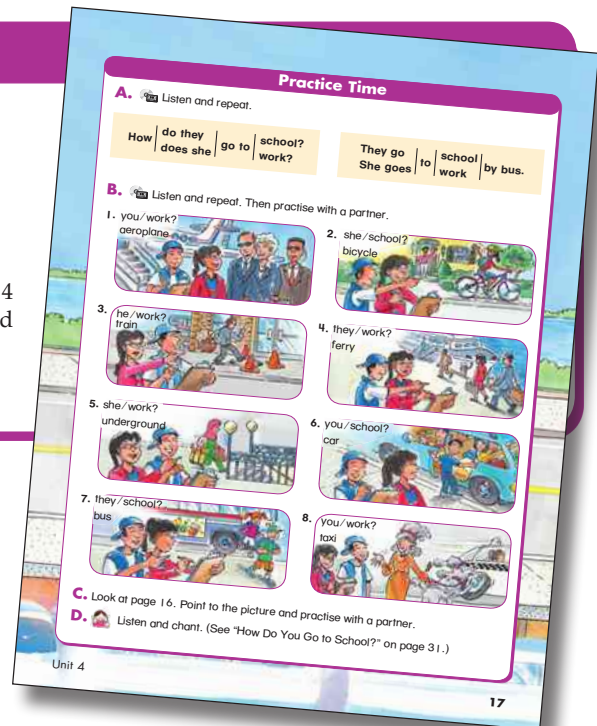 4
d
Practice Time
A. Listen and repeat.
How do they does she go to school? work?
They go She goes to school work by bus.
B. Listen and repeat. Then practise with a partner.
1. you/work?
aeroplane
2. she/school?
bicycle
3. he/work?
train
4. they/work?
ferry
5. she/work?
underground
6. you/school?
car
7. they/school?
bus
8. you/work?
taxi
C. Look at page 16. Point to the picture and practise with a partner.
D. Listen and chant. (See "How Do You Go to School?" on page 31.)
Unit 4
17